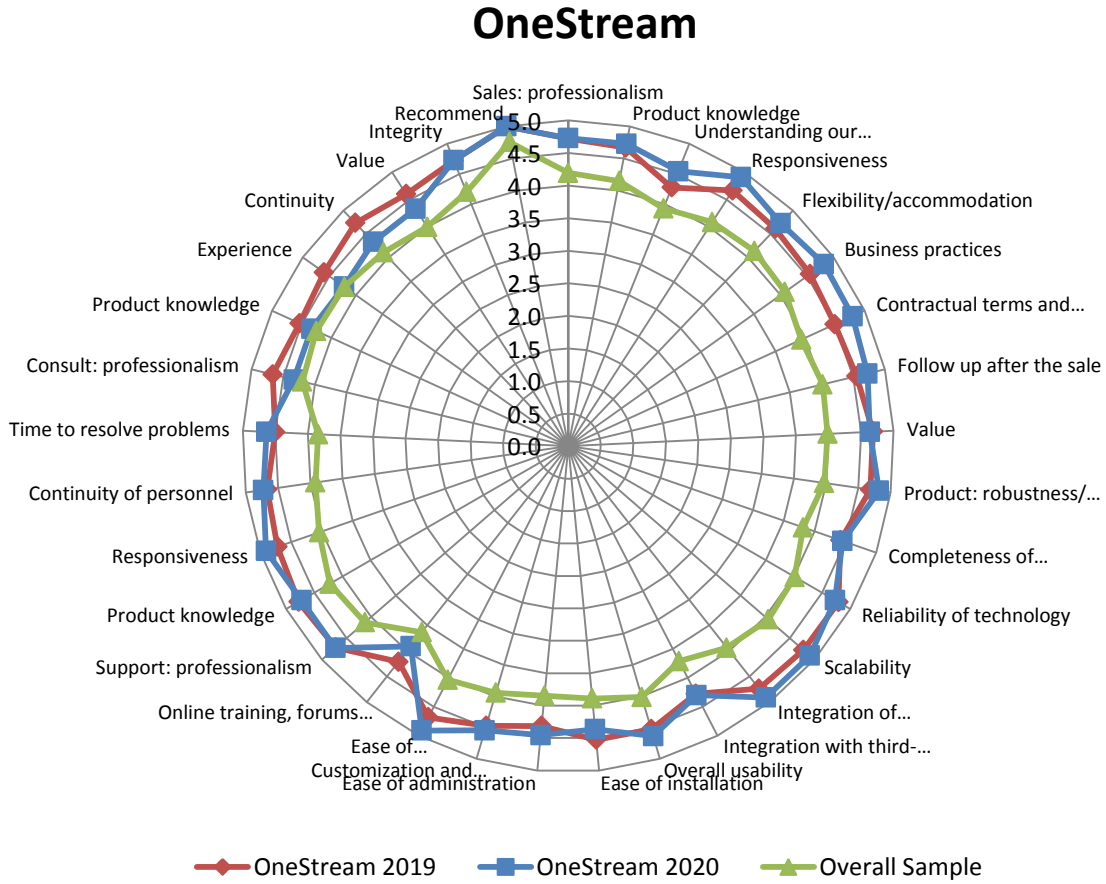 OneStream
Sales: professionalism
Product knowledge
Understanding our...
Responsiveness
Flexibility/accommodation
Business practices
Contractual terms and...
Follow up after the sale
Value
Product: robustness/...
Completeness of...
Reliability of technology
Scalability
Integration of...
Integration with third-...
Overall usability
Ease of installation
Ease of administration
Customization and...
Ease of...
Online training, forums...
Support: professionalism
Product knowledge
Responsiveness
Continuity of personnel
Time to resolve problems
Consult: professionalism
Product knowledge
Experience
Continuity
Value
Integrity
Recommend
5.0
4.5
4.0
3.5
3.0
2.5
2.0
1.5
1.0
0.5
0.0
OneStream 2019
OneStream 2020
Overall Sample